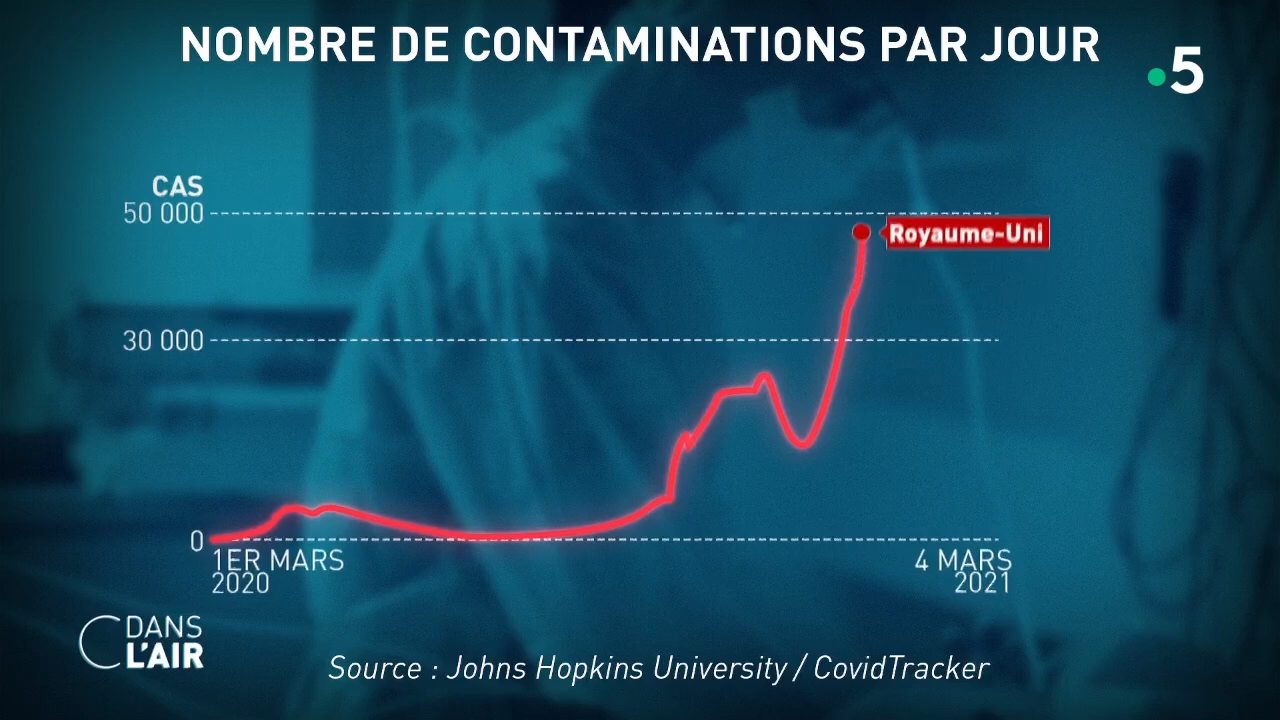 NOMBRE DE CONTAMINATIONS PAR JOUR
5
CAS
50 000
Royaume-Uni
30 000
0
1ER MARS
2020
4 MARS
2021
C DANS
L'AIR
Source : Johns Hopkins University / CovidTracker